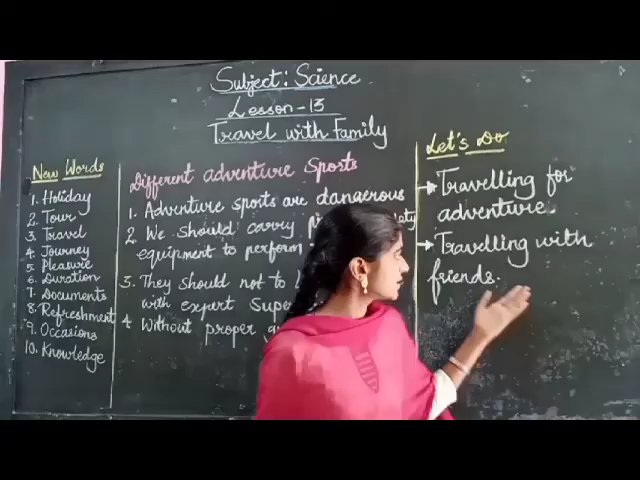 Subject: Science
Lesson-13
Travel with Family
New Words
1. Holiday
2. Tour
3. Travel
4. Journey
5. Pleasure
6. Duration
7. Documents
8. Refreshment
9. Occasions
10. Knowledge
Different adventure Sports
1. Adventure sports are dangerous
2. We should carry
equipment to perform
3. They should not to
with expert
4. Without proper
Let's Do
Travelling for
adventure.
Travelling with
friends.